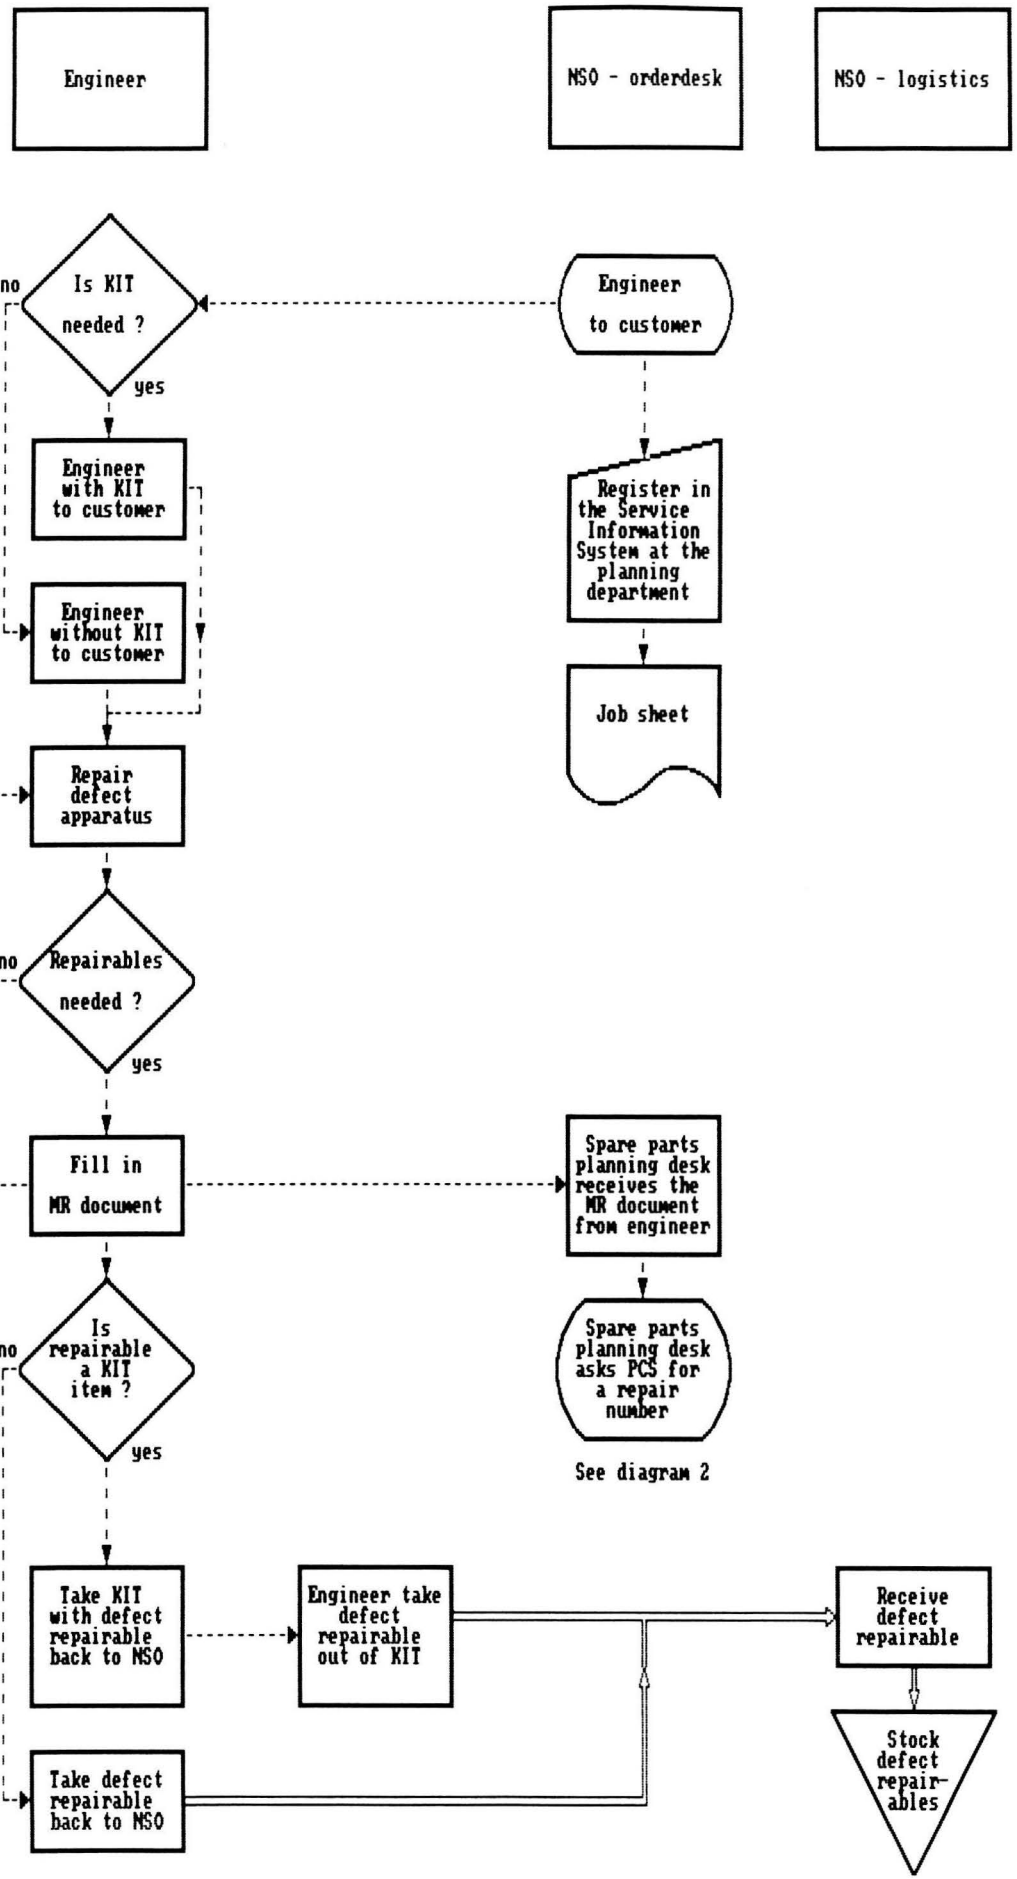 Engineer
NSO - orderdesk
NSO - logistics
no
Is KIT
needed ?
yes
Engineer
to customer
Engineer
with KIT
to customer
Register in
the Service
Information
System at the
planning
department
Engineer
without KIT
to customer
Job sheet
Repair
defect
apparatus
no
Repairables
needed ?
yes
Fill in
MR document
Spare parts
planning desk
receives the
MR document
from engineer
no
Is
repairable
a KIT
item ?
yes
Spare parts
planning desk
asks PCS for
a repair
number
See diagram 2
Take KIT
with defect
repairable
back to NSO
Engineer take
defect
repairable
out of KIT
Receive
defect
repairable
Take defect
repairable
back to NSO
Stock
defect
repair-
ables